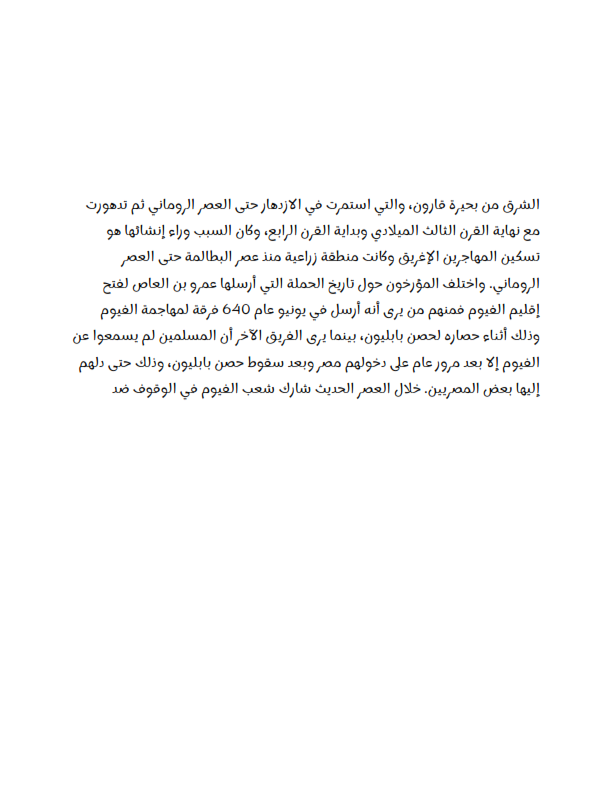 الشرق من بحيرة قارون، والتي استمرت في الازدهار حتى العصر الروماني ثم تدهورت
مع نهاية القرن الثالث الميلادي وبداية القرن الرابع، وكان السبب وراء إنشائها هو
تسكين المهاجرين الإغريق وكانت منطقة زراعية منذ عصر البطالمة حتى العصر
الروماني. واختلف المؤرخون حول تاريخ الحملة التي أرسلها عمرو بن العاص لفتح
إقليم الفيوم فمنهم من يرى أنه أرسل في يونيو عام 640 فرقة لمهاجمة الفيوم
وذلك أثناء حصاره لحصن بابليون، بينما يرى الفريق الآخر أن المسلمين لم يسمعوا عن
الفيوم إلا بعد مرور عام على دخولهم مصر وبعد سقوط حصن بابليون، وذلك حتى دلهم
إليها بعض المصريين. خلال العصر الحديث شارك شعب الفيوم في الوقوف ضد